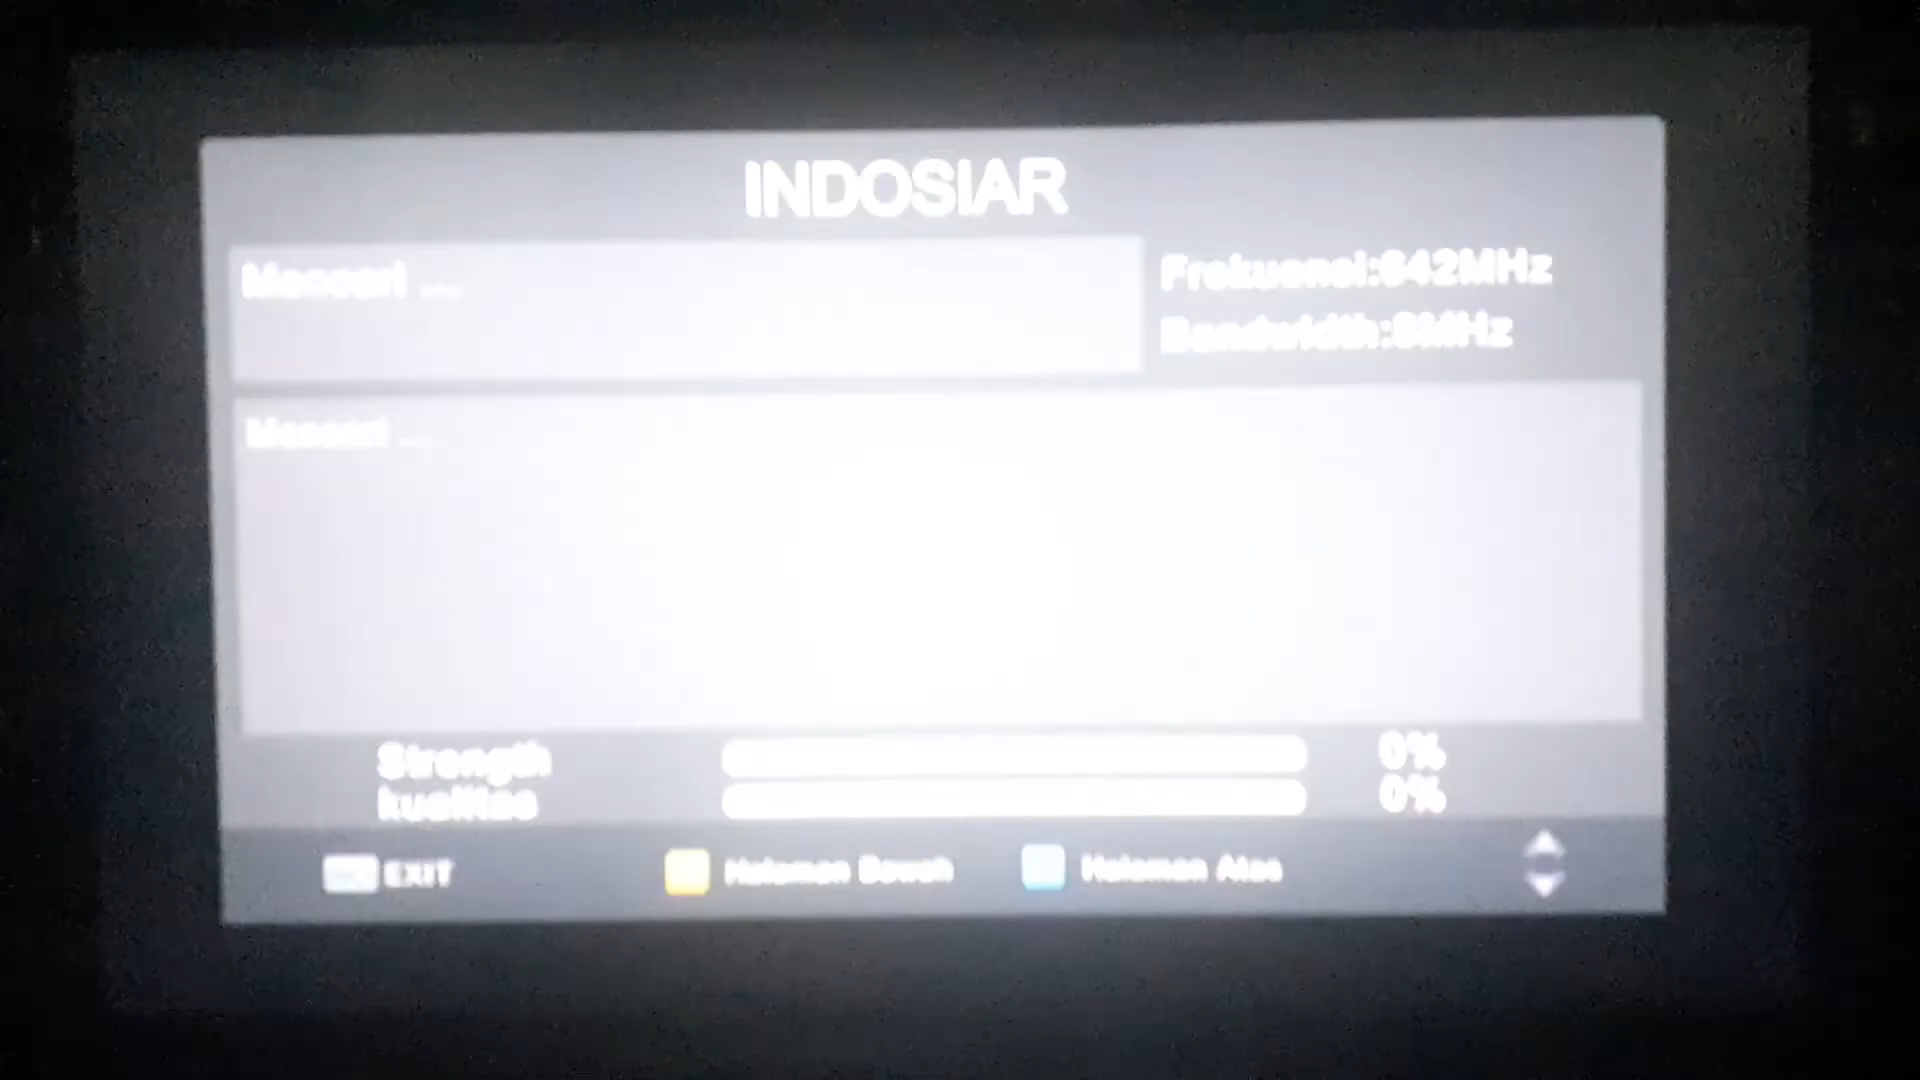 INDOSIAR
Mencari ...
Frekuensi:642MHz
Bandwidth:8MHz
Mencari ...
Strength 0%
kualitas 0%
EXIT Halaman Bawah Halaman Atas